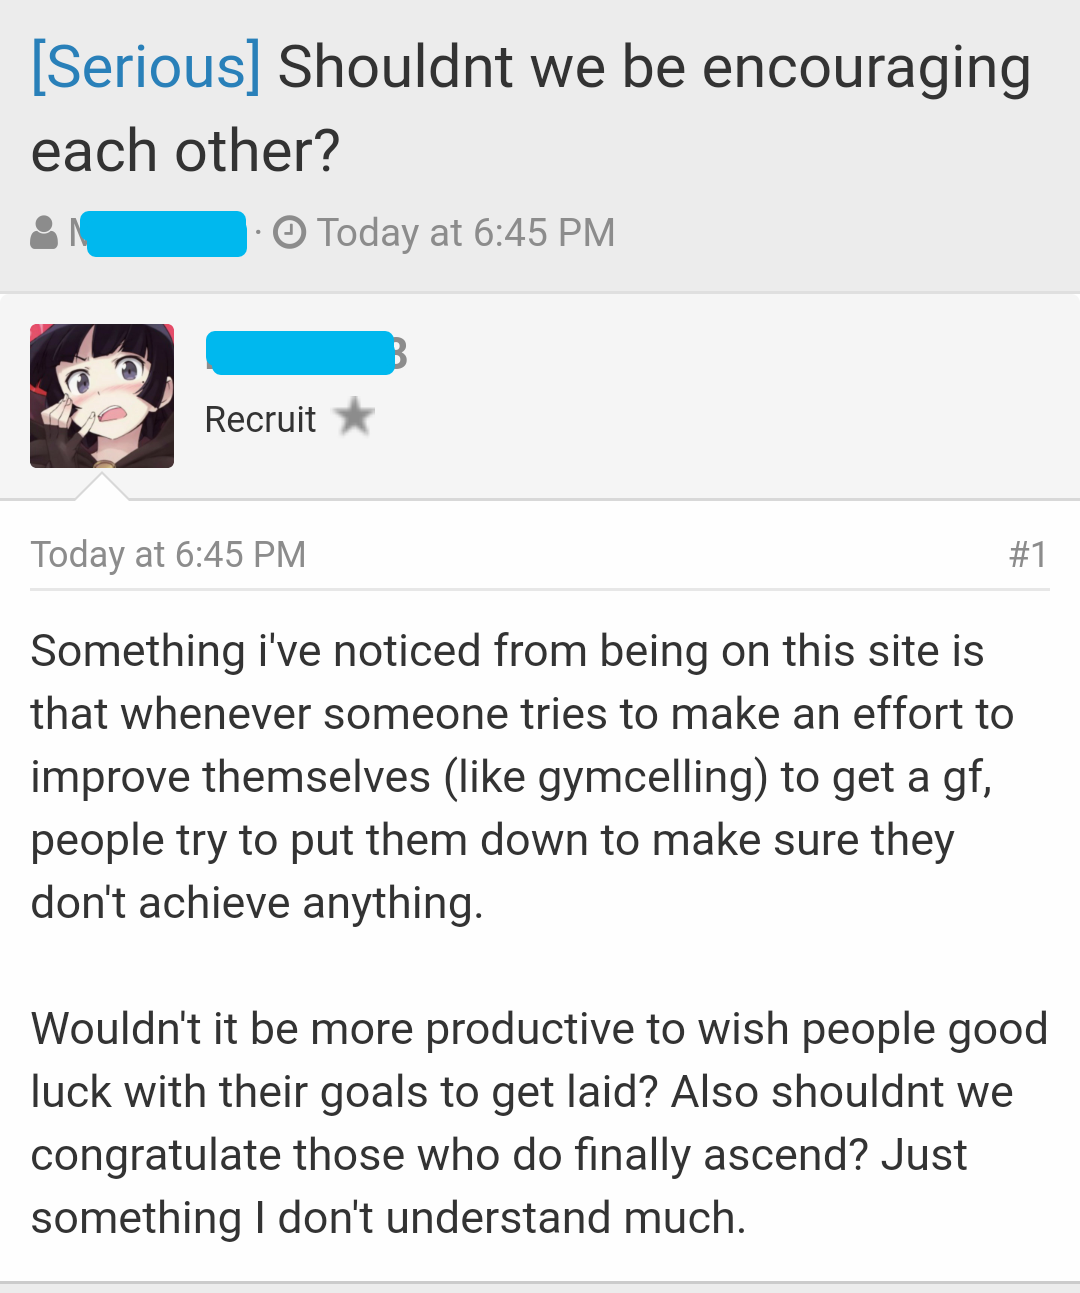 [Serious] Shouldnt we be encouraging
each other?
· Today at 6:45 PM
Recruit
Today at 6:45 PM #1
Something i've noticed from being on this site is
that whenever someone tries to make an effort to
improve themselves (like gymcelling) to get a gf,
people try to put them down to make sure they
don't achieve anything.
Wouldn't it be more productive to wish people good
luck with their goals to get laid? Also shouldnt we
congratulate those who do finally ascend? Just
something I don't understand much.